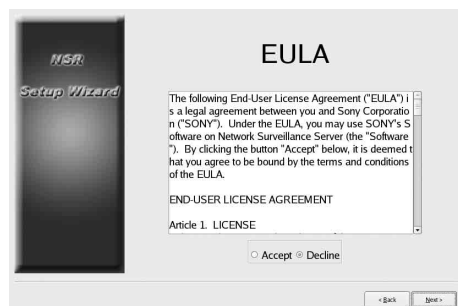 NSR
Setup Wizard
EULA
The following End-User License Agreement ("EULA") i
s a legal agreement between you and Sony Corporatio
n ("SONY"). Under the EULA, you may use SONY's S
oftware on Network Surveillance Server (the "Software
"). By clicking the button "Accept" below, it is deemed t
hat you agree to be bound by the terms and conditions
of the EULA.
END-USER LICENSE AGREEMENT
Article 1. LICENSE
Accept Decline
< Back Next >